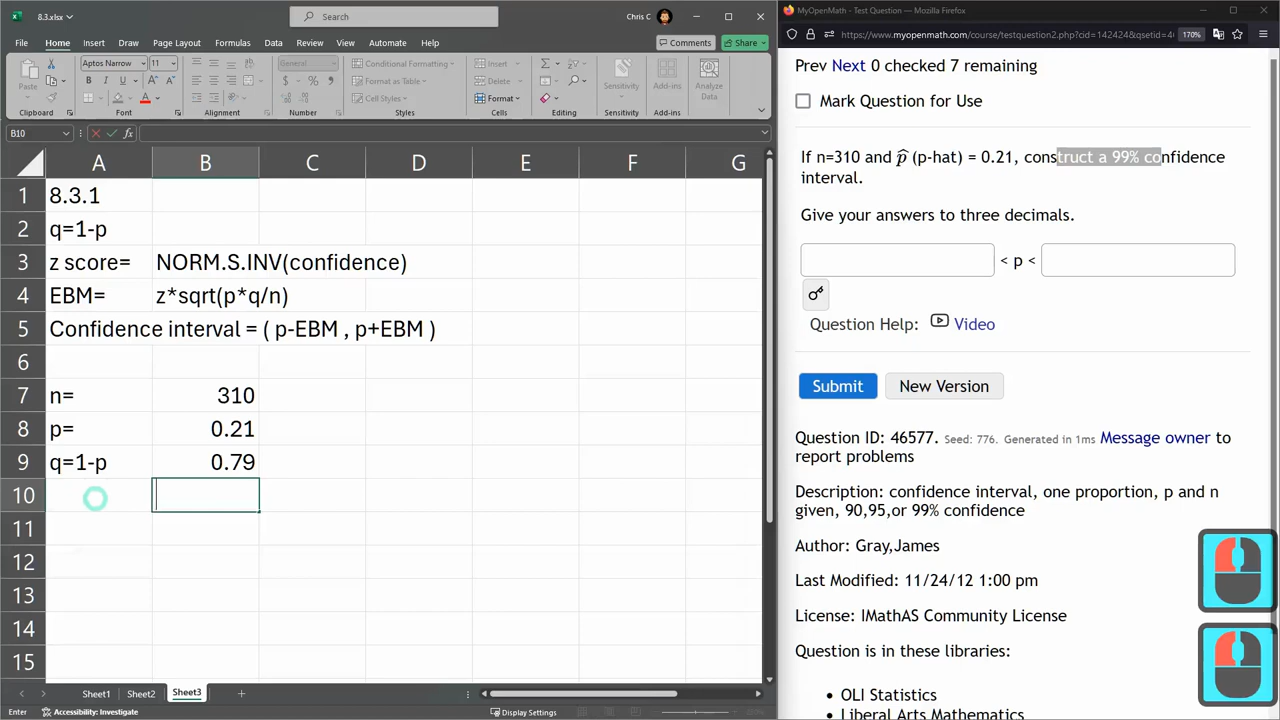 8.3.xlsx
Search
Chris C
File Home Insert Draw Page Layout Formulas Data Review View Automate Help Comments Share
Aptos Narrow 11 General Conditional Formatting Insert
Paste B I U A A $ % Format as Table Delete Sensitivity Add-ins Analyze Data
Cell Styles Format
Clipboard Font Alignment Number Styles Cells Editing Sensitivity Add-ins Analysis
B10 fx
A B C D E F G
1 8.3.1
2 q=1-p
3 z score= NORM.S.INV(confidence)
4 EBM= z*sqrt(p*q/n)
5 Confidence interval = ( p-EBM , p+EBM )
6
7 n= 310
8 p= 0.21
9 q=1-p 0.79
10
11
12
13
14
15
Sheet1 Sheet2 Sheet3 +
Enter Accessibility: Investigate Display Settings
MyOpenMath - Test Question — Mozilla Firefox
https://www.myopenmath.com/course/testquestion2.php?cid=142424&qsetid=4 170%
Prev Next 0 checked 7 remaining
Mark Question for Use
If n=310 and p̂ (p-hat) = 0.21, construct a 99% confidence
interval.
Give your answers to three decimals.
< p <
Question Help: Video
Submit New Version
Question ID: 46577. Seed: 776. Generated in 1ms Message owner to
report problems
Description: confidence interval, one proportion, p and n
given, 90,95,or 99% confidence
Author: Gray,James
Last Modified: 11/24/12 1:00 pm
License: IMathAS Community License
Question is in these libraries:
• OLI Statistics
• Liberal Arts Mathematics